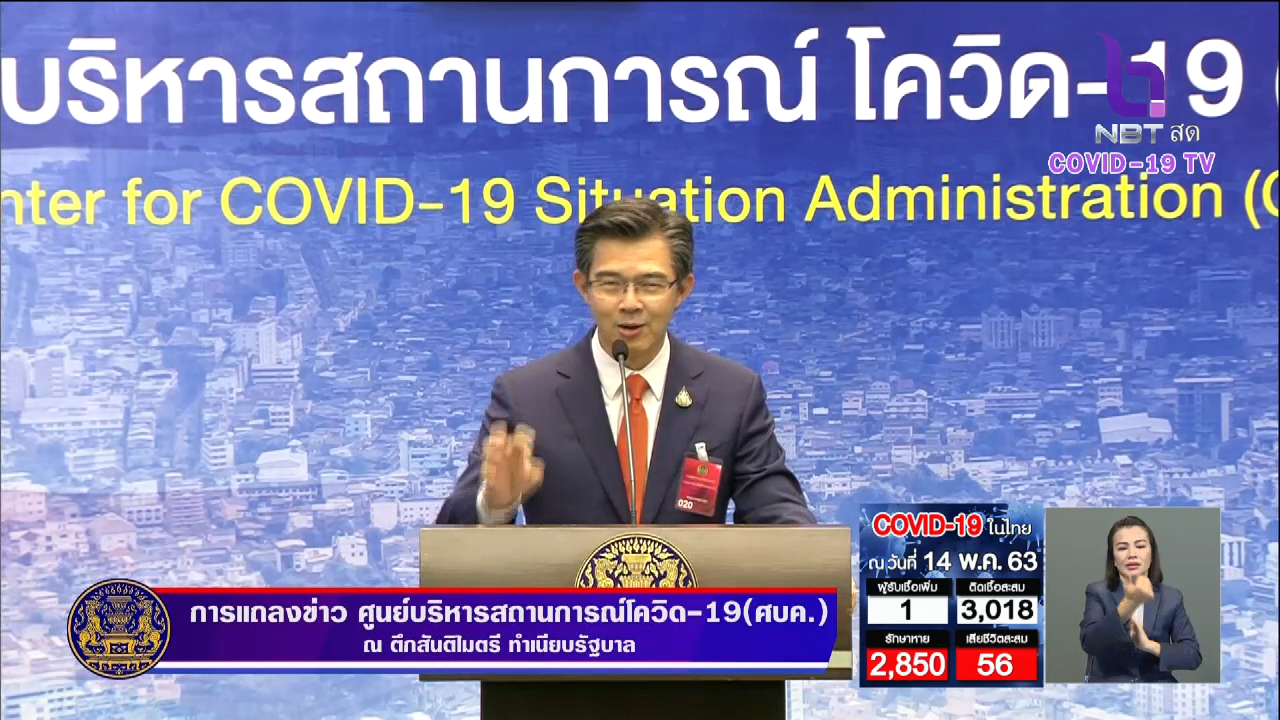 บริหารสถานการณ์ โควิด-19 (
NBT สด
COVID-19 TV
nter for COVID-19 Situation Administration (C
020
COVID-19 ในไทย
ณ วันที่ 14 พ.ค. 63
ผู้รับเชื้อเพิ่ม
ติดเชื้อสะสม
1
3,018
รักษาหาย
เสียชีวิตสะสม
2,850
56
การแถลงข่าว ศูนย์บริหารสถานการณ์โควิด-19(ศบค.)
ณ ตึกสันติไมตรี ทำเนียบรัฐบาล